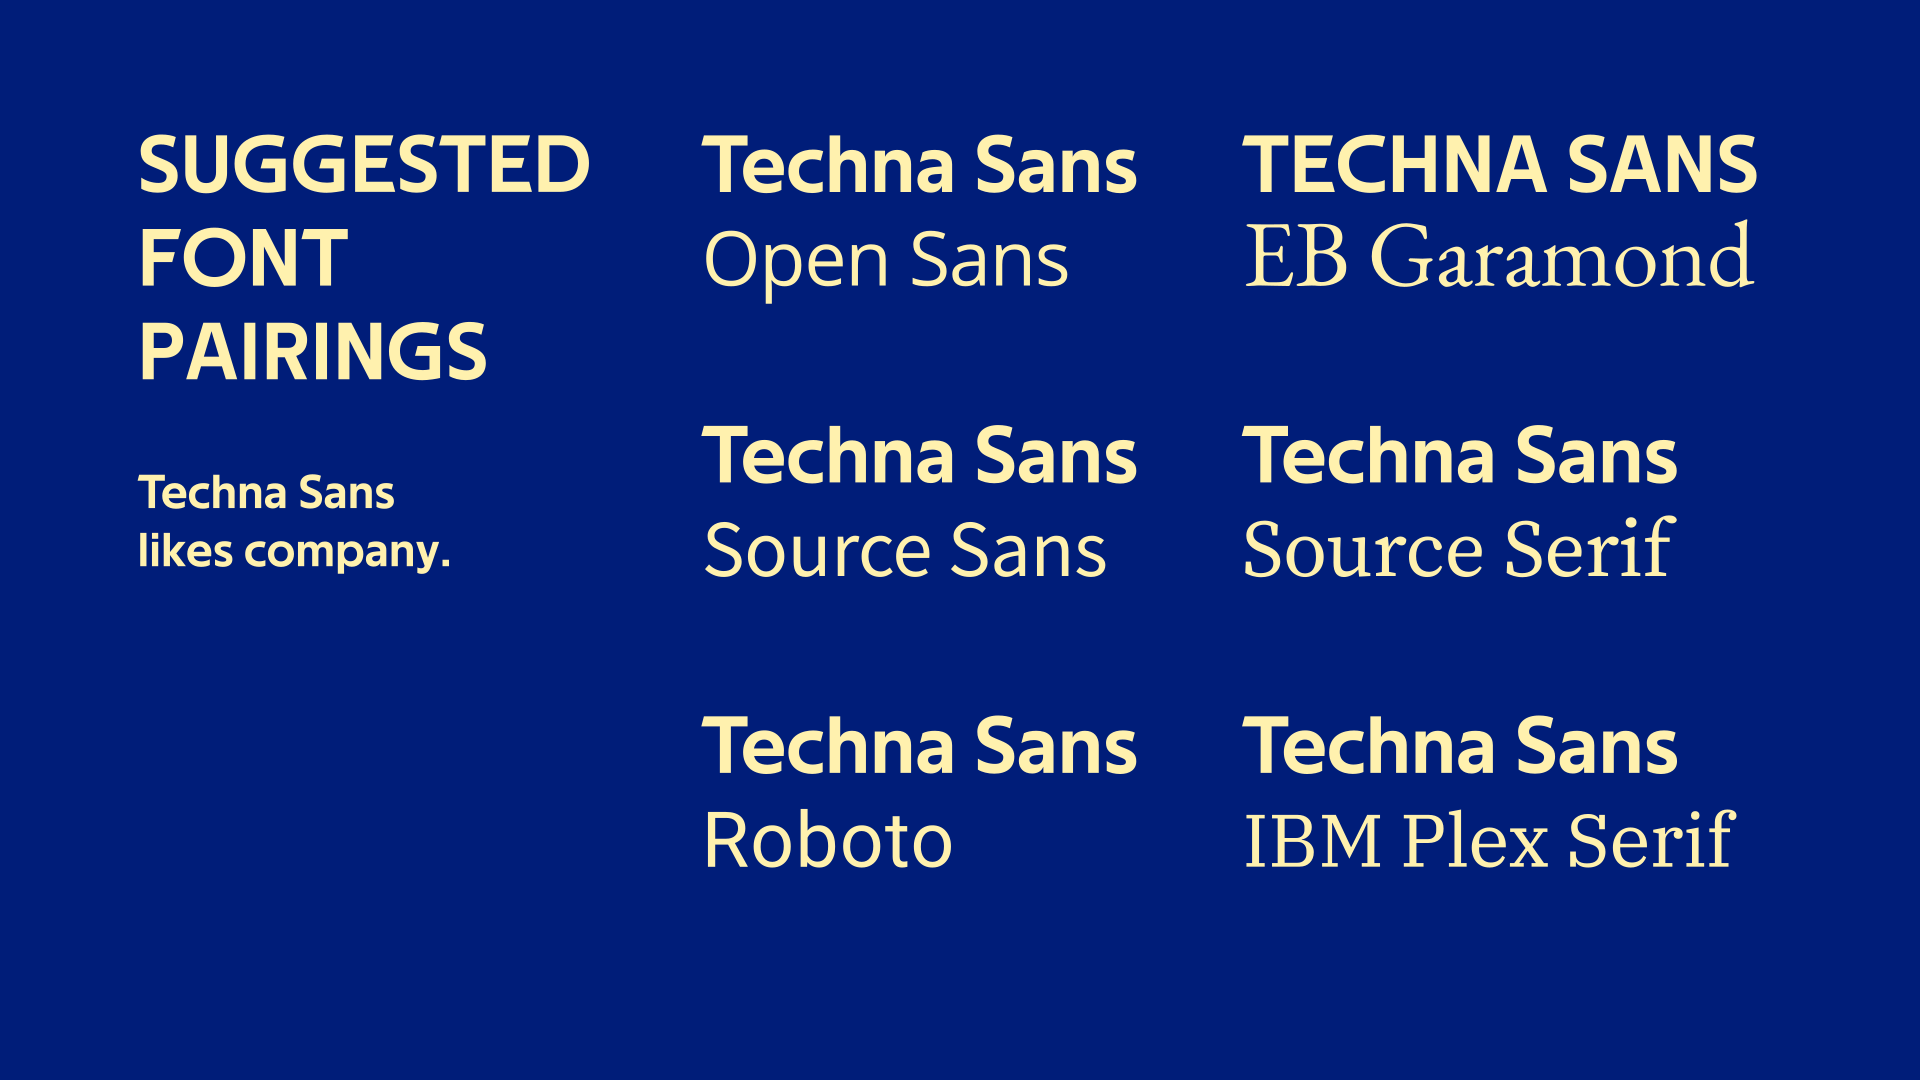 SUGGESTED
FONT
PAIRINGS
Techna Sans
likes company.
Techna Sans
Open Sans
Techna Sans
Source Sans
Techna Sans
Roboto
TECHNA SANS
EB Garamond
Techna Sans
Source Serif
Techna Sans
IBM Plex Serif